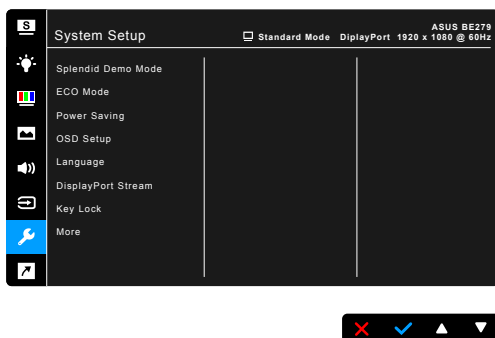 S
System Setup
Standard Mode DiplayPort 1920 x 1080 @ 60Hz
ASUS BE279
Splendid Demo Mode
ECO Mode
Power Saving
OSD Setup
Language
DisplayPort Stream
Key Lock
More